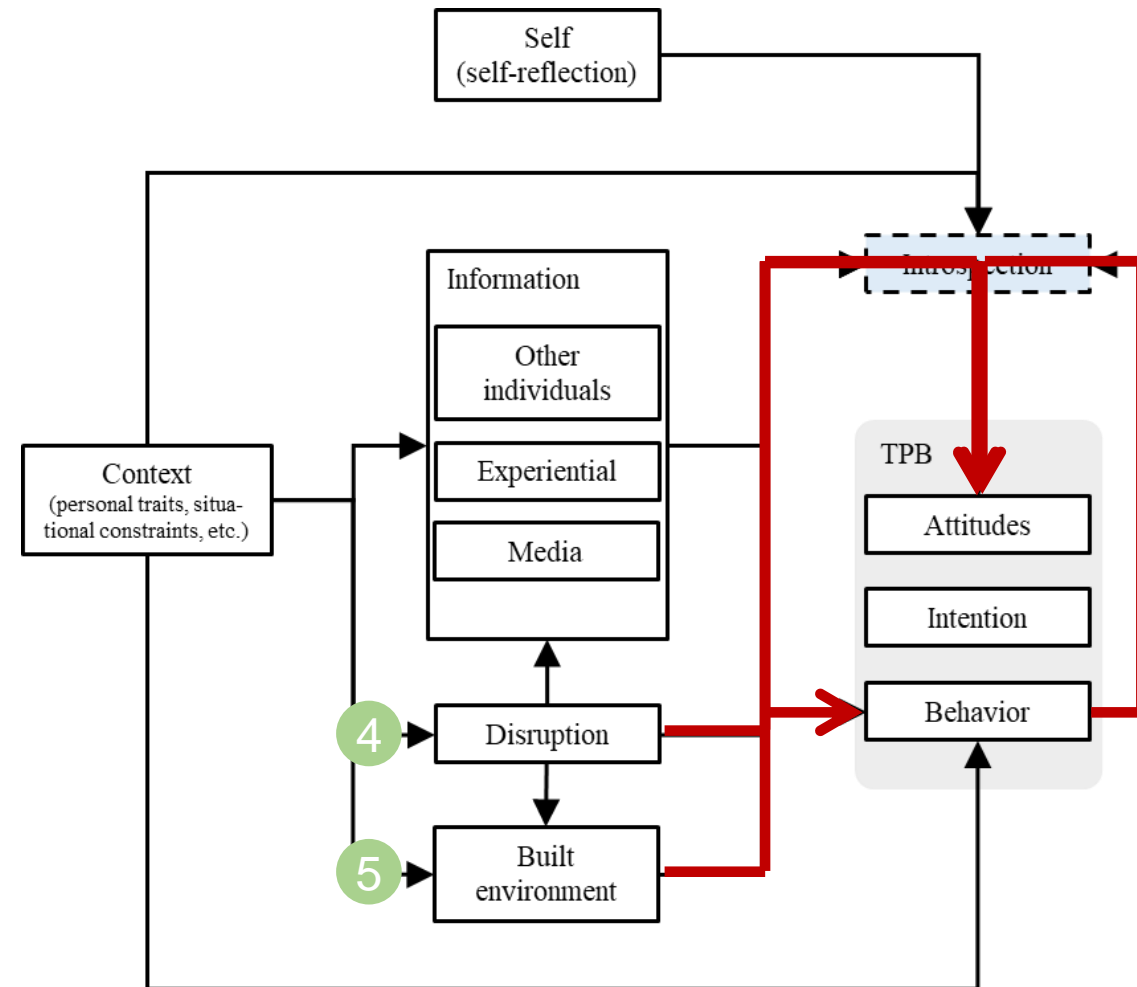 Self
(self-reflection)
Introspection
Information
Other
individuals
Experiential
Media
Context
(personal traits, situa-
tional constraints, etc.)
TPB
Attitudes
Intention
Behavior
4
Disruption
5
Built
environment